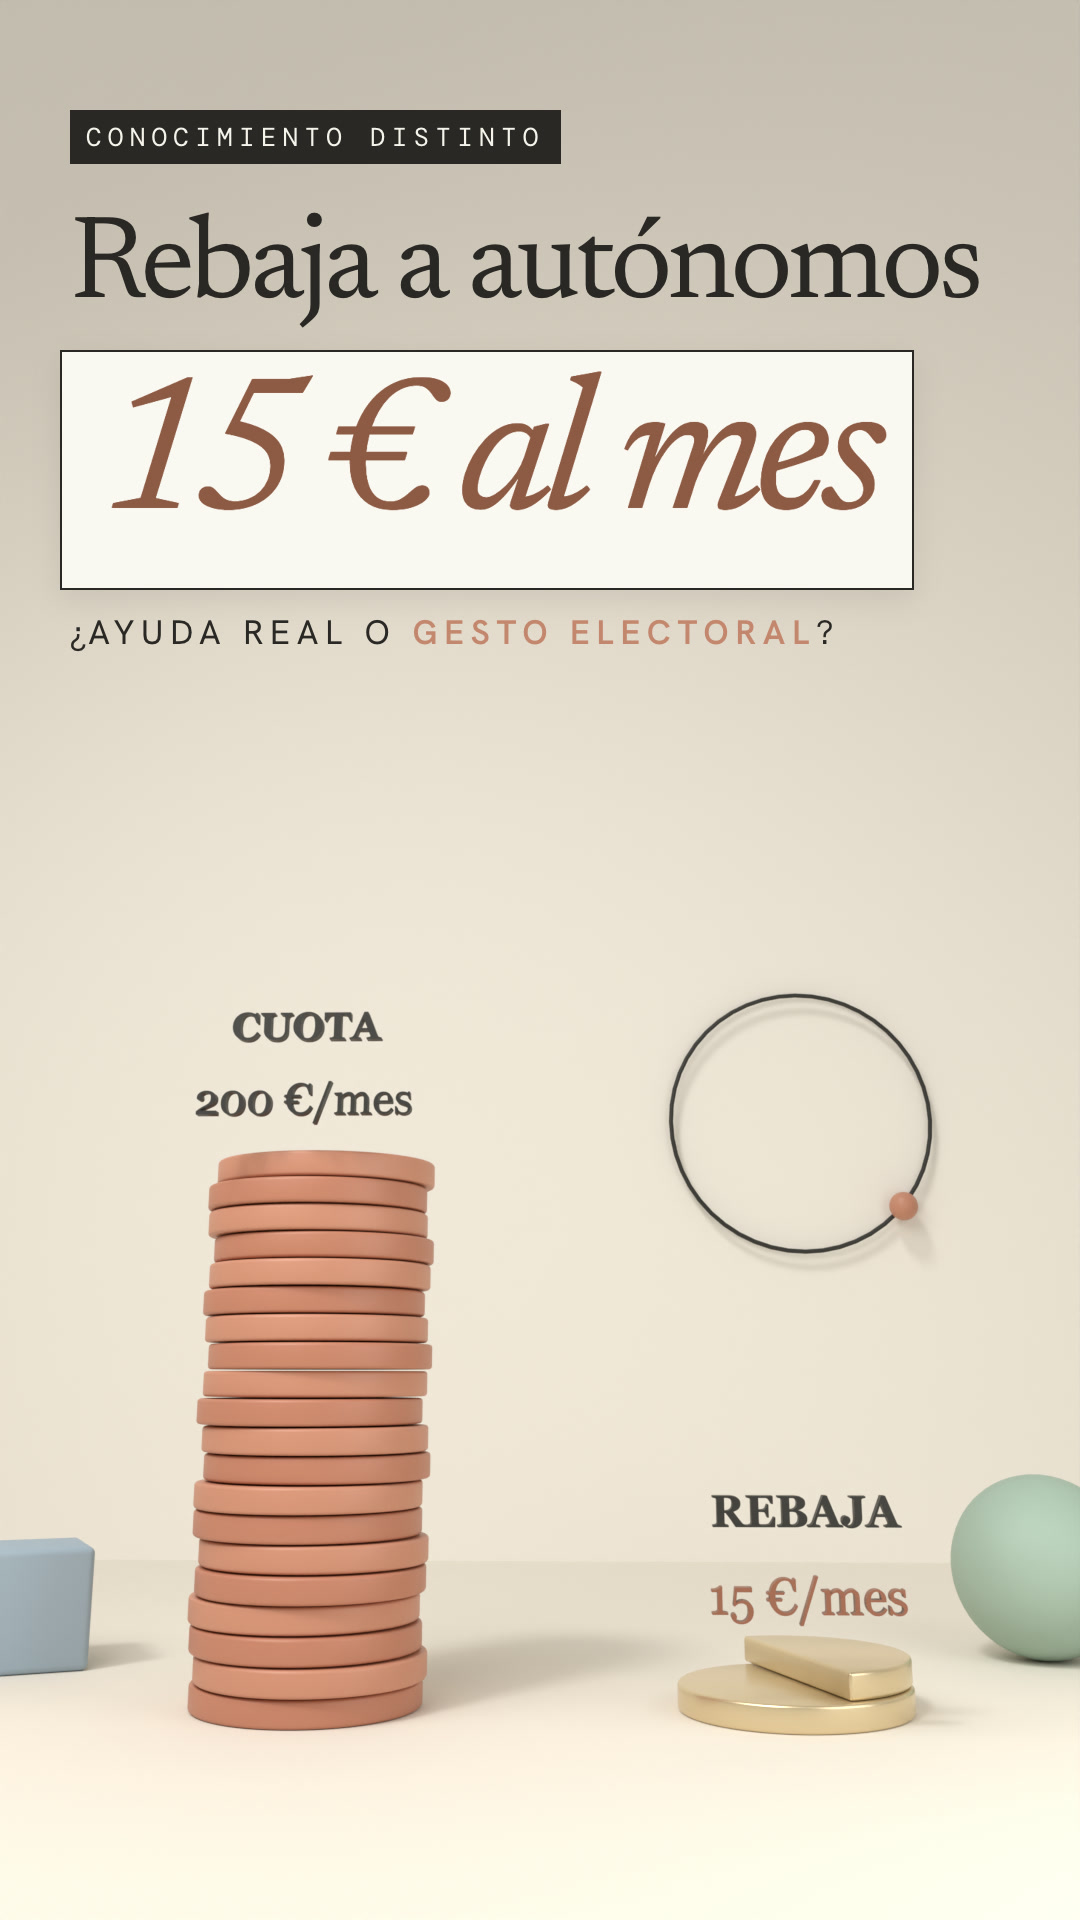 CONOCIMIENTO DISTINTO
Rebaja a autónomos
15 € al mes
¿AYUDA REAL O GESTO ELECTORAL?
CUOTA
200 €/mes
REBAJA
15 €/mes